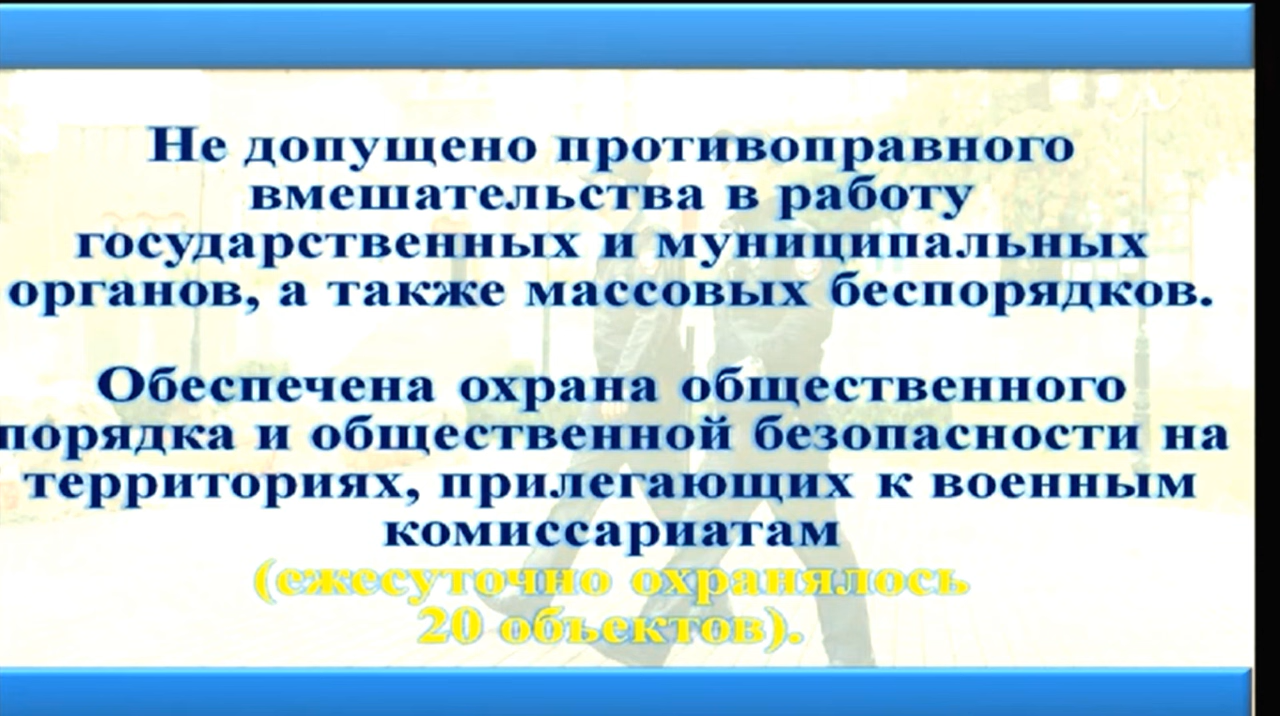 Не допущено противоправного
вмешательства в работу
государственных и муниципальных
органов, а также массовых беспорядков.
Обеспечена охрана общественного
порядка и общественной безопасности на
территориях, прилегающих к военным
комиссариатам
(ежесуточно охранялось
20 объектов).